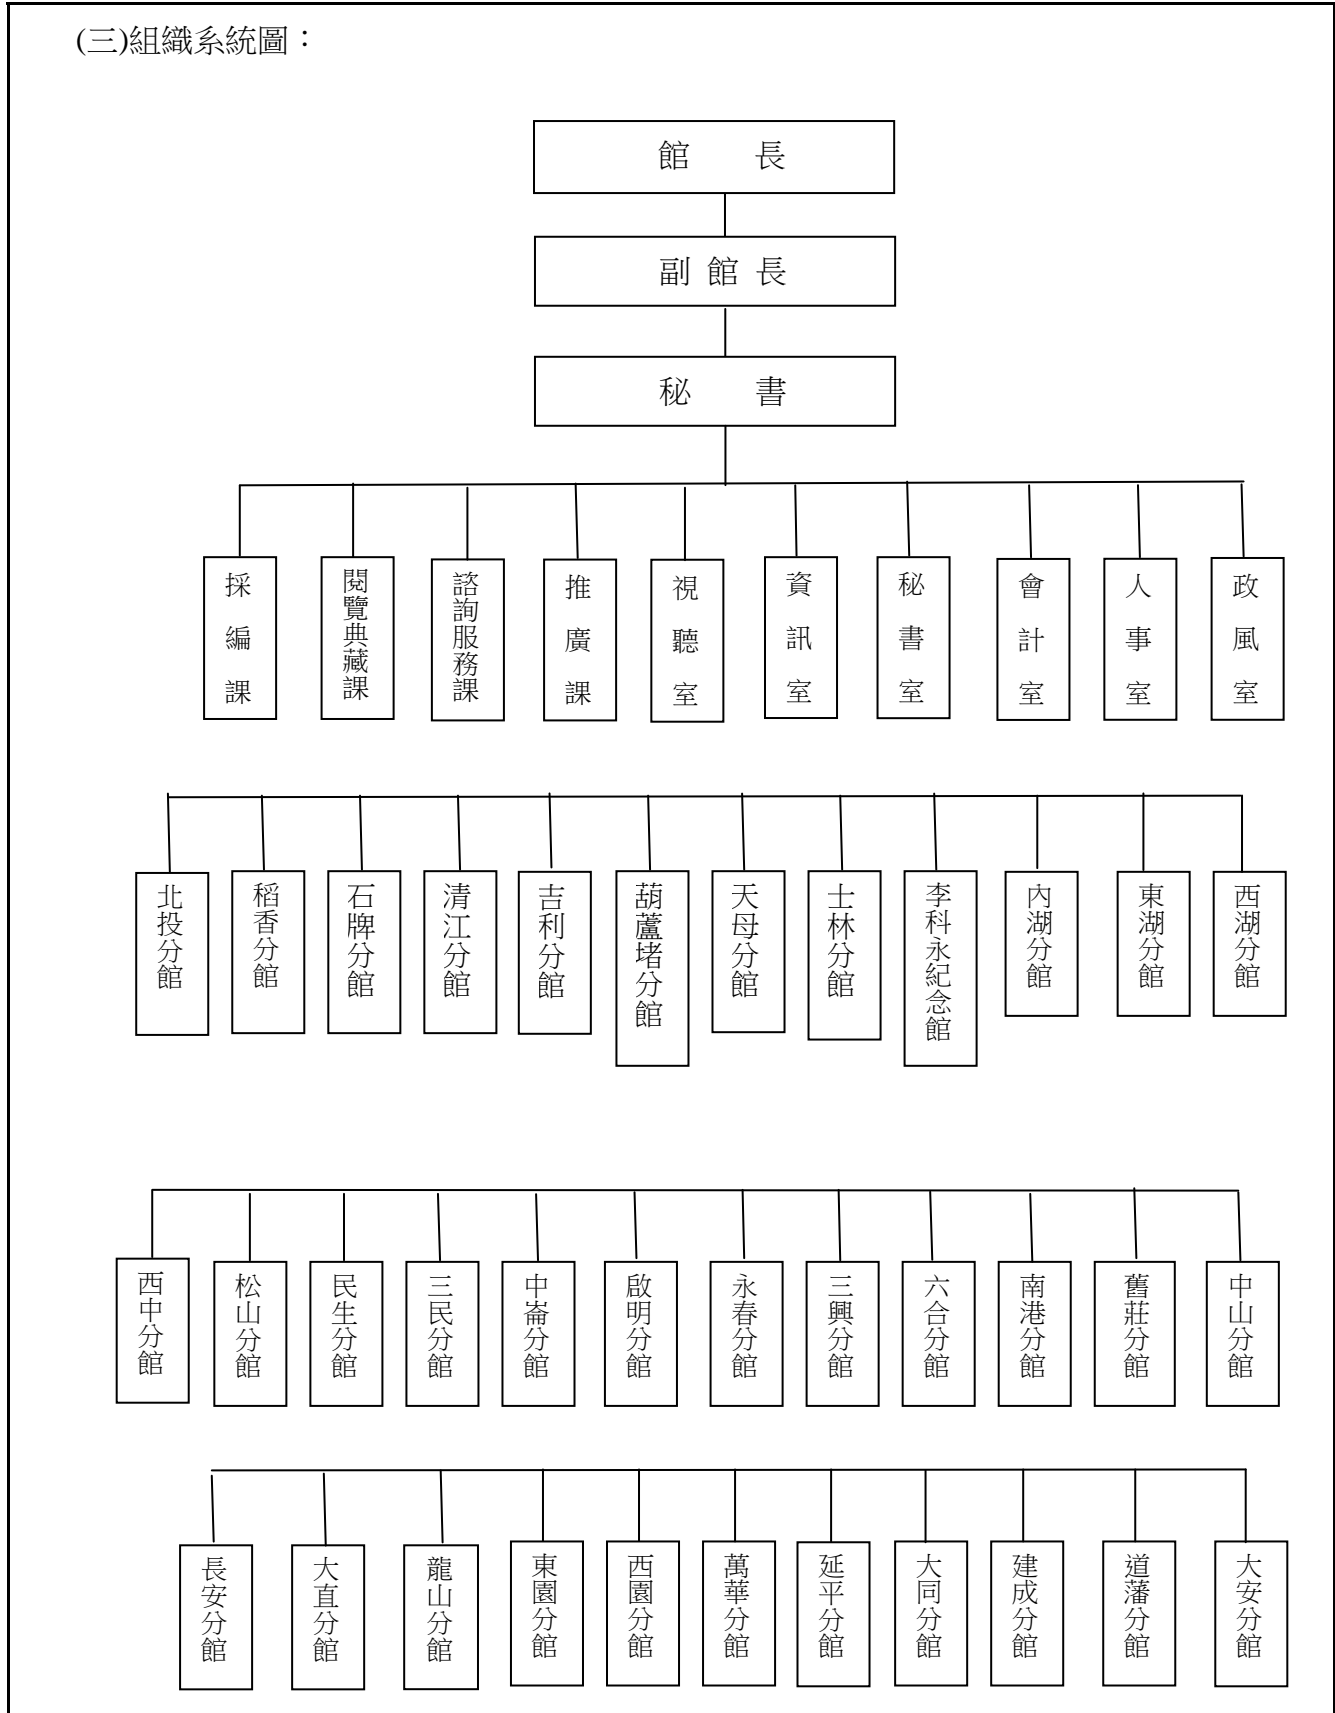 (三)組織系統圖：
館長
副館長
秘書
採編課
閱覽典藏課
諮詢服務課
推廣課
視聽室
資訊室
秘書室
會計室
人事室
政風室
北投分館
稻香分館
石牌分館
清江分館
吉利分館
葫蘆堵分館
天母分館
士林分館
李科永紀念館
內湖分館
東湖分館
西湖分館
西中分館
松山分館
民生分館
三民分館
中崙分館
啟明分館
永春分館
三興分館
六合分館
南港分館
舊莊分館
中山分館
長安分館
大直分館
龍山分館
東園分館
西園分館
萬華分館
延平分館
大同分館
建成分館
道藩分館
大安分館